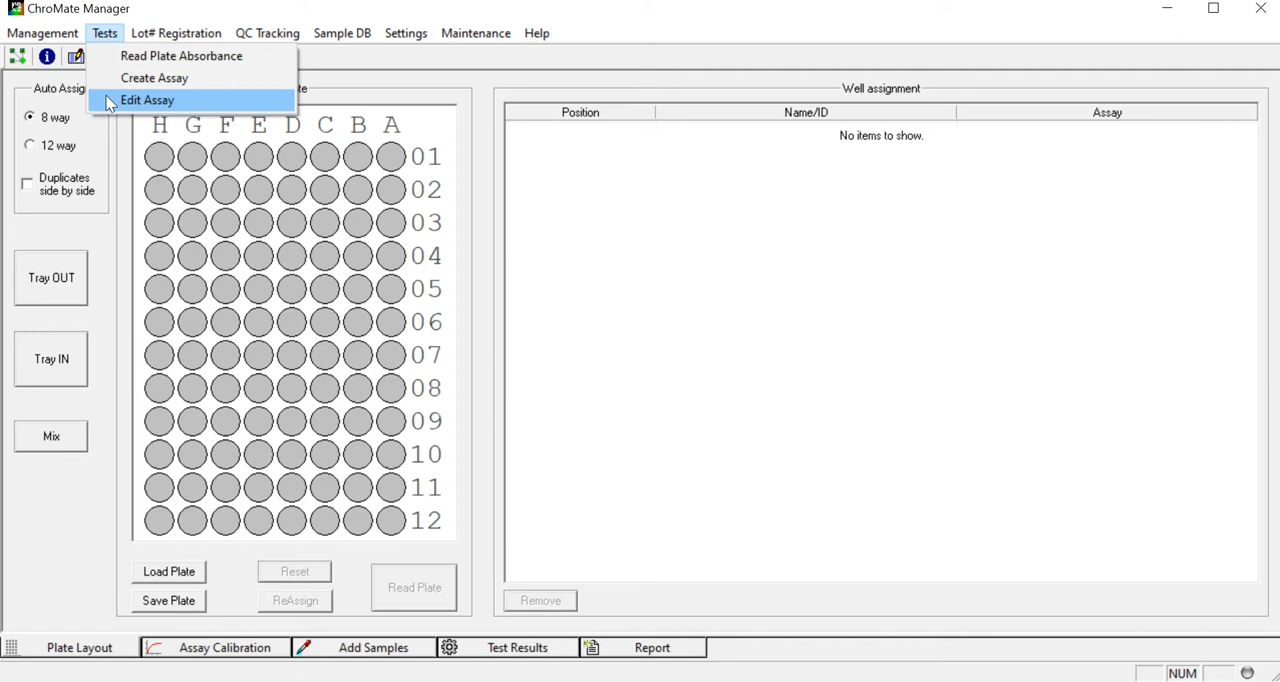 ChroMate Manager
Management Tests Lot# Registration QC Tracking Sample DB Settings Maintenance Help
Read Plate Absorbance
Create Assay
Edit Assay
Auto Assig
8 way
12 way
Duplicates
side by side
Tray OUT
Tray IN
Mix
te
H G F E D C B A
01
02
03
04
05
06
07
08
09
10
11
12
Load Plate
Reset
Read Plate
Save Plate
ReAssign
Well assignment
Position Name/ID Assay
No items to show.
Remove
Plate Layout Assay Calibration Add Samples Test Results Report
NUM